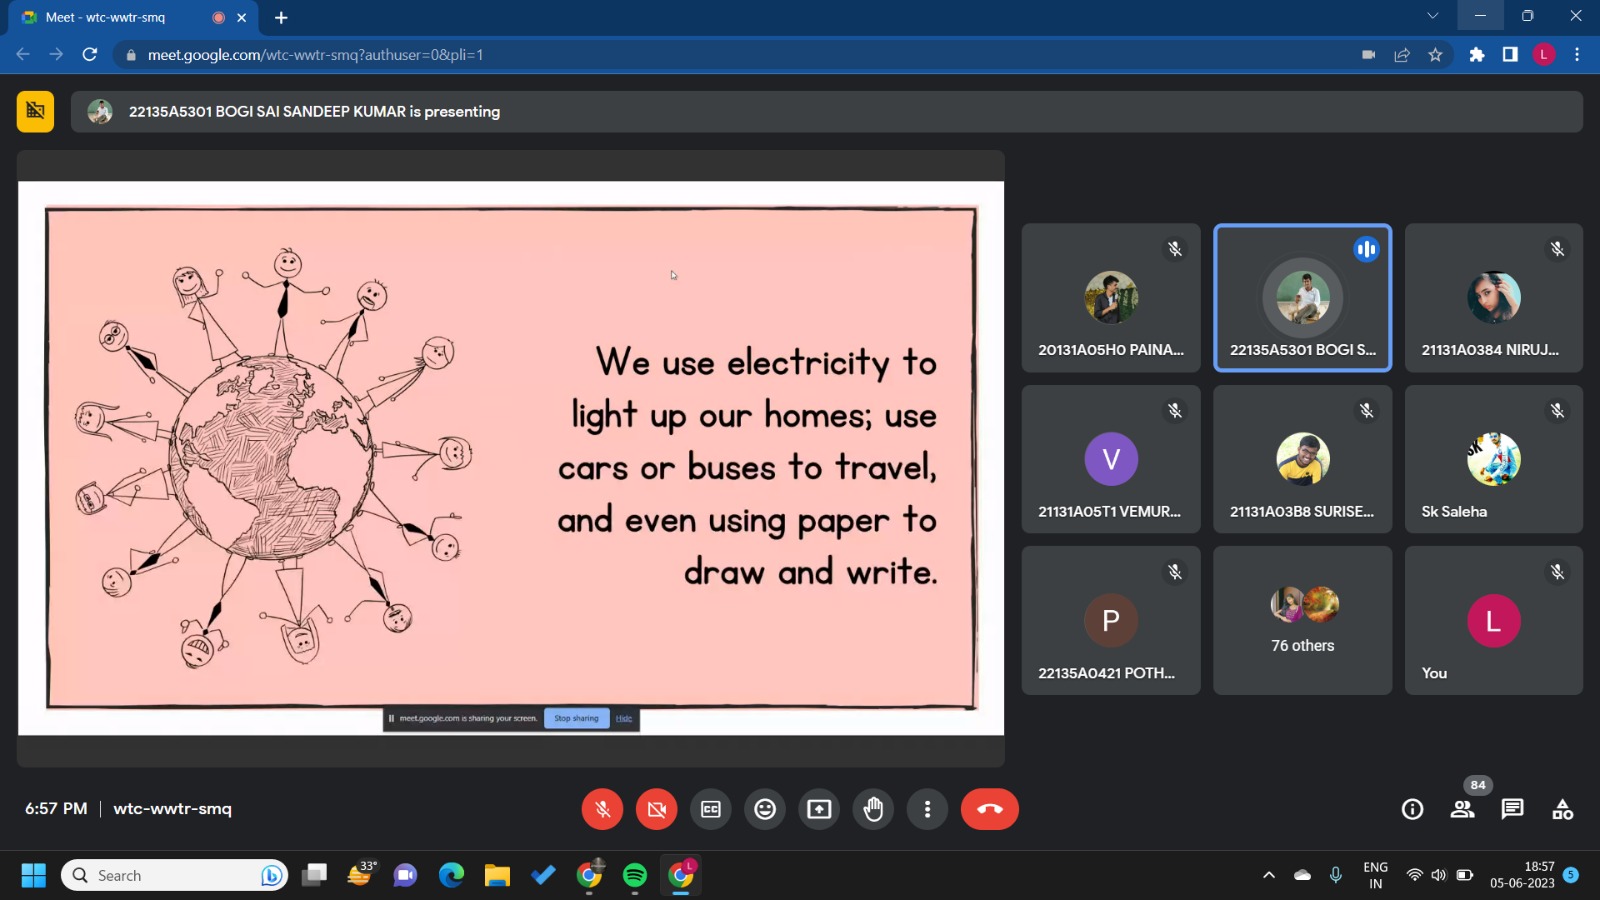 Meet - wtc-wwtr-smq
meet.google.com/wtc-wwtr-smq?authuser=0&pli=1
L
22135A5301 BOGI SAI SANDEEP KUMAR is presenting
We use electricity to
light up our homes; use
cars or buses to travel,
and even using paper to
draw and write.
meet.google.com is sharing your screen.
Stop sharing
Hide
20131A05H0 PAINA...
22135A5301 BOGI S...
21131A0384 NIRUJ...
V
21131A05T1 VEMUR...
21131A03B8 SURISE...
SK
Sk Saleha
P
22135A0421 POTH...
76 others
L
You
6:57 PM | wtc-wwtr-smq
CC
84
Search
33°
L
ENG
IN
18:57
05-06-2023
5